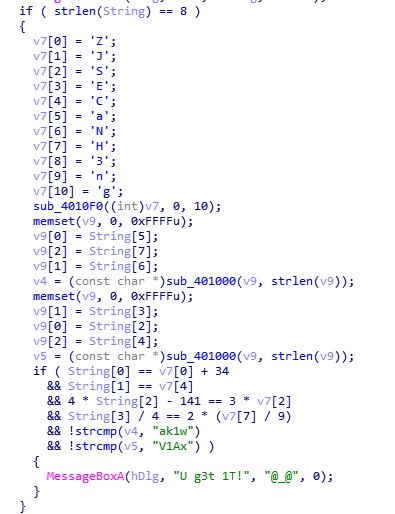 if ( strlen(String) == 8 )
{
v7[0] = 'Z';
v7[1] = 'J';
v7[2] = 'S';
v7[3] = 'E';
v7[4] = 'C';
v7[5] = 'a';
v7[6] = 'N';
v7[7] = 'H';
v7[8] = '3';
v7[9] = 'n';
v7[10] = 'g';
sub_4010F0((int)v7, 0, 10);
memset(v9, 0, 0xFFFFu);
v9[0] = String[5];
v9[2] = String[7];
v9[1] = String[6];
v4 = (const char *)sub_401000(v9, strlen(v9));
memset(v9, 0, 0xFFFFu);
v9[1] = String[3];
v9[0] = String[2];
v9[2] = String[4];
v5 = (const char *)sub_401000(v9, strlen(v9));
if ( String[0] == v7[0] + 34
&& String[1] == v7[4]
&& 4 * String[2] - 141 == 3 * v7[2]
&& String[3] / 4 == 2 * (v7[7] / 9)
&& !strcmp(v4, "ak1w")
&& !strcmp(v5, "V1Ax") )
{
MessageBoxA(hDlg, "U g3t 1T!", "@_@", 0);
}
}